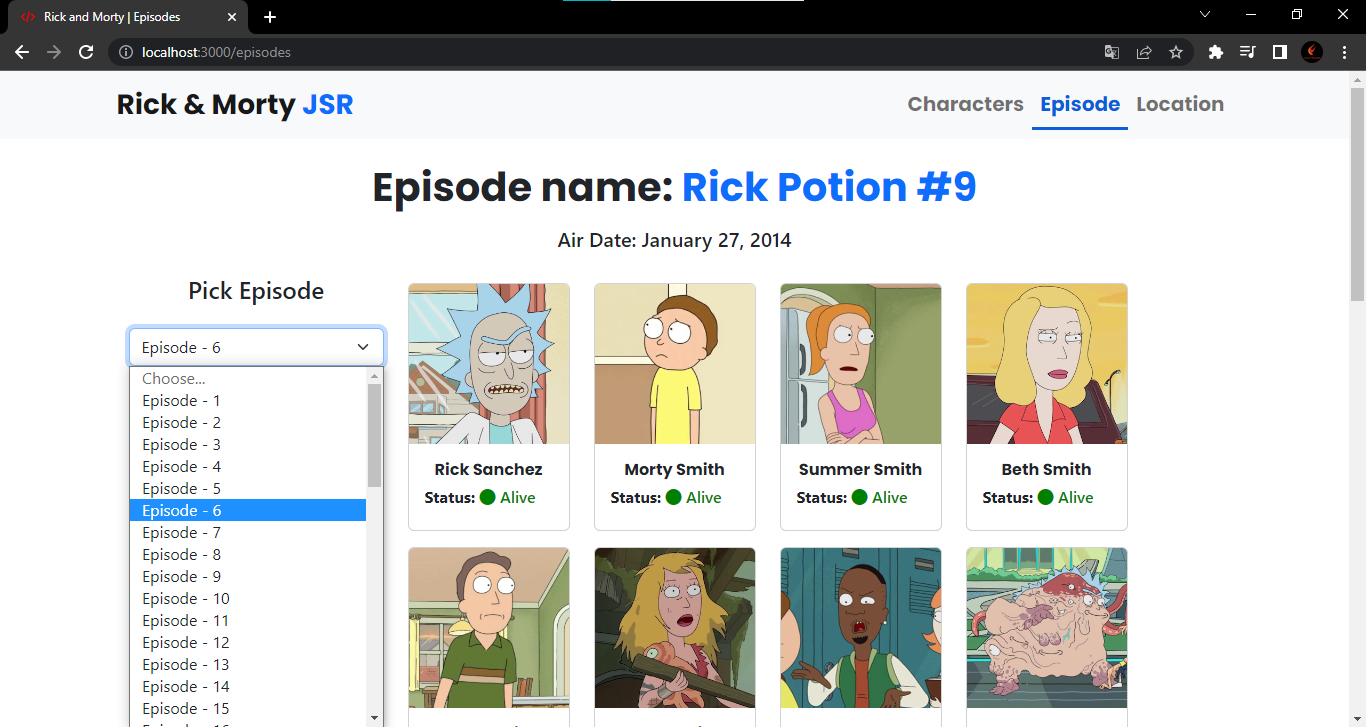 Rick and Morty | Episodes
localhost:3000/episodes
Rick & Morty JSR
Characters
Episode
Location
Episode name: Rick Potion #9
Air Date: January 27, 2014
Pick Episode
Episode - 6
Choose...
Episode - 1
Episode - 2
Episode - 3
Episode - 4
Episode - 5
Episode - 6
Episode - 7
Episode - 8
Episode - 9
Episode - 10
Episode - 11
Episode - 12
Episode - 13
Episode - 14
Episode - 15
Rick Sanchez
Status: Alive
Morty Smith
Status: Alive
Summer Smith
Status: Alive
Beth Smith
Status: Alive